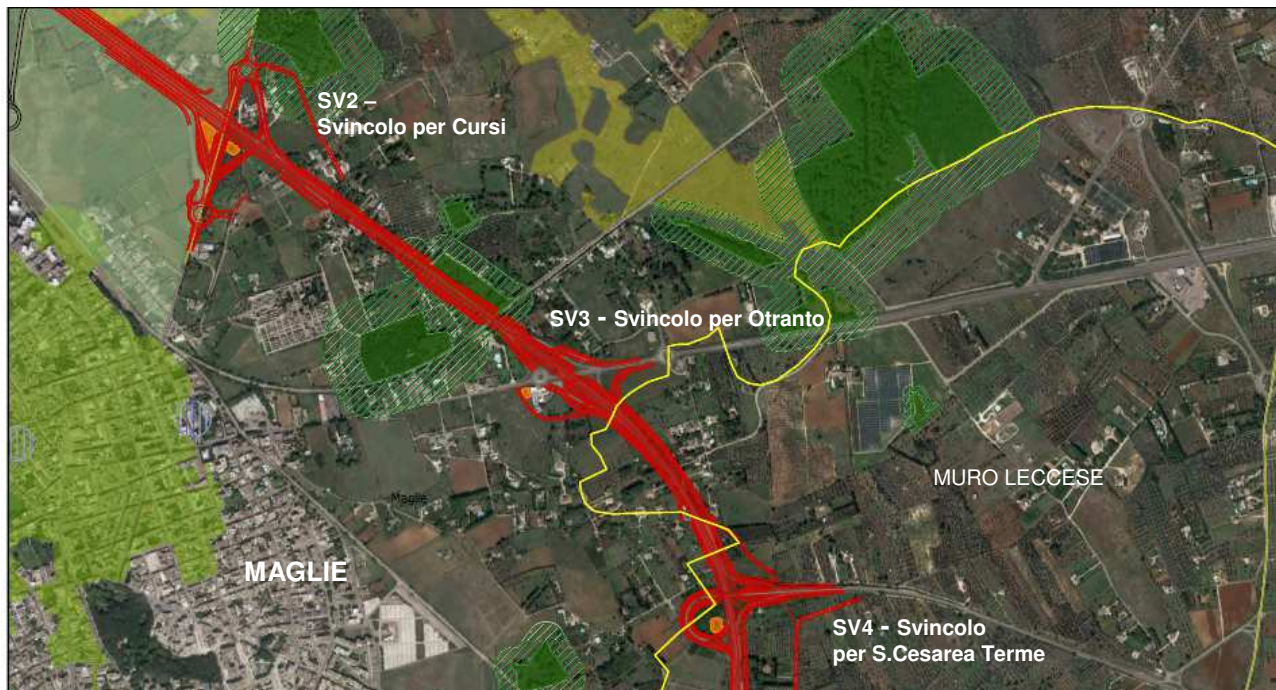 SV2 –
Svincolo per Cursi
SV3 - Svincolo per Otranto
MURO LECCESE
Maglie
MAGLIE
SV4 - Svincolo
per S.Cesarea Terme